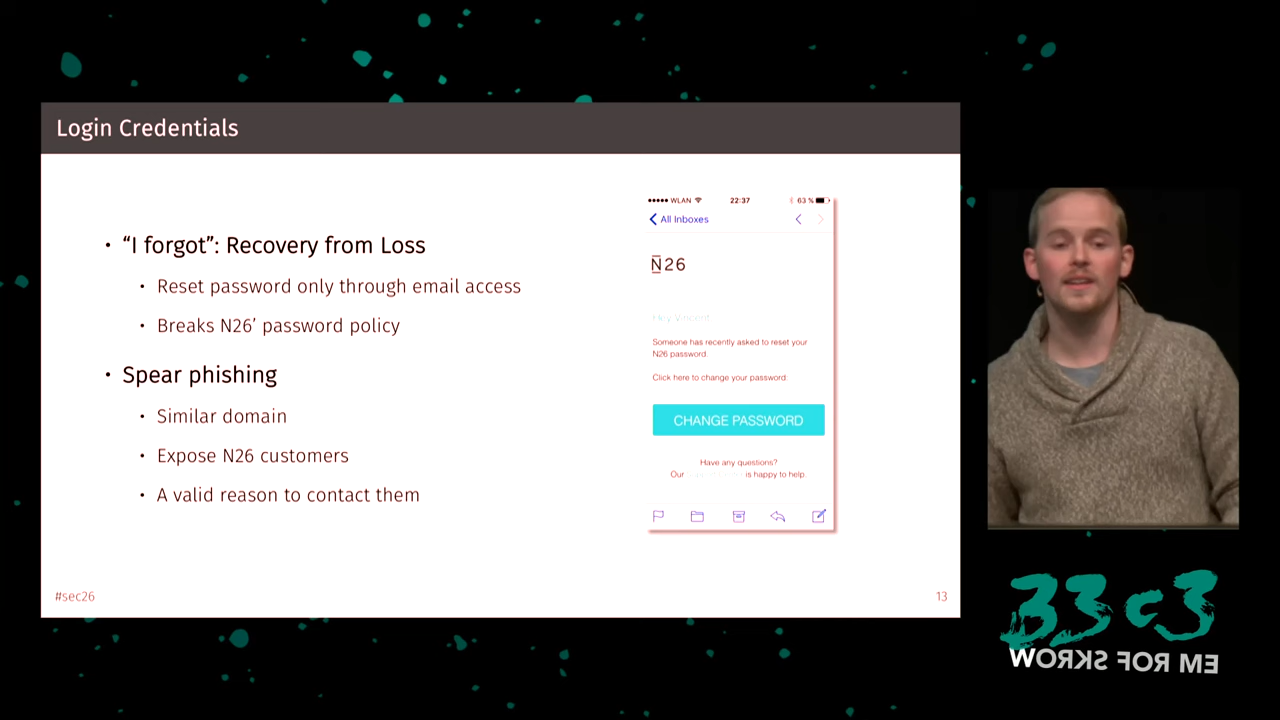 Login Credentials
• “I forgot”: Recovery from Loss
• Reset password only through email access
• Breaks N26’ password policy
• Spear phishing
• Similar domain
• Expose N26 customers
• A valid reason to contact them
WLAN 22:37 63 %
All Inboxes
N26
Hey Vincent,
Someone has recently asked to reset your
N26 password.
Click here to change your password:
CHANGE PASSWORD
Have any questions?
Our is happy to help.
#sec26
13
33c3
WORKS FOR ME